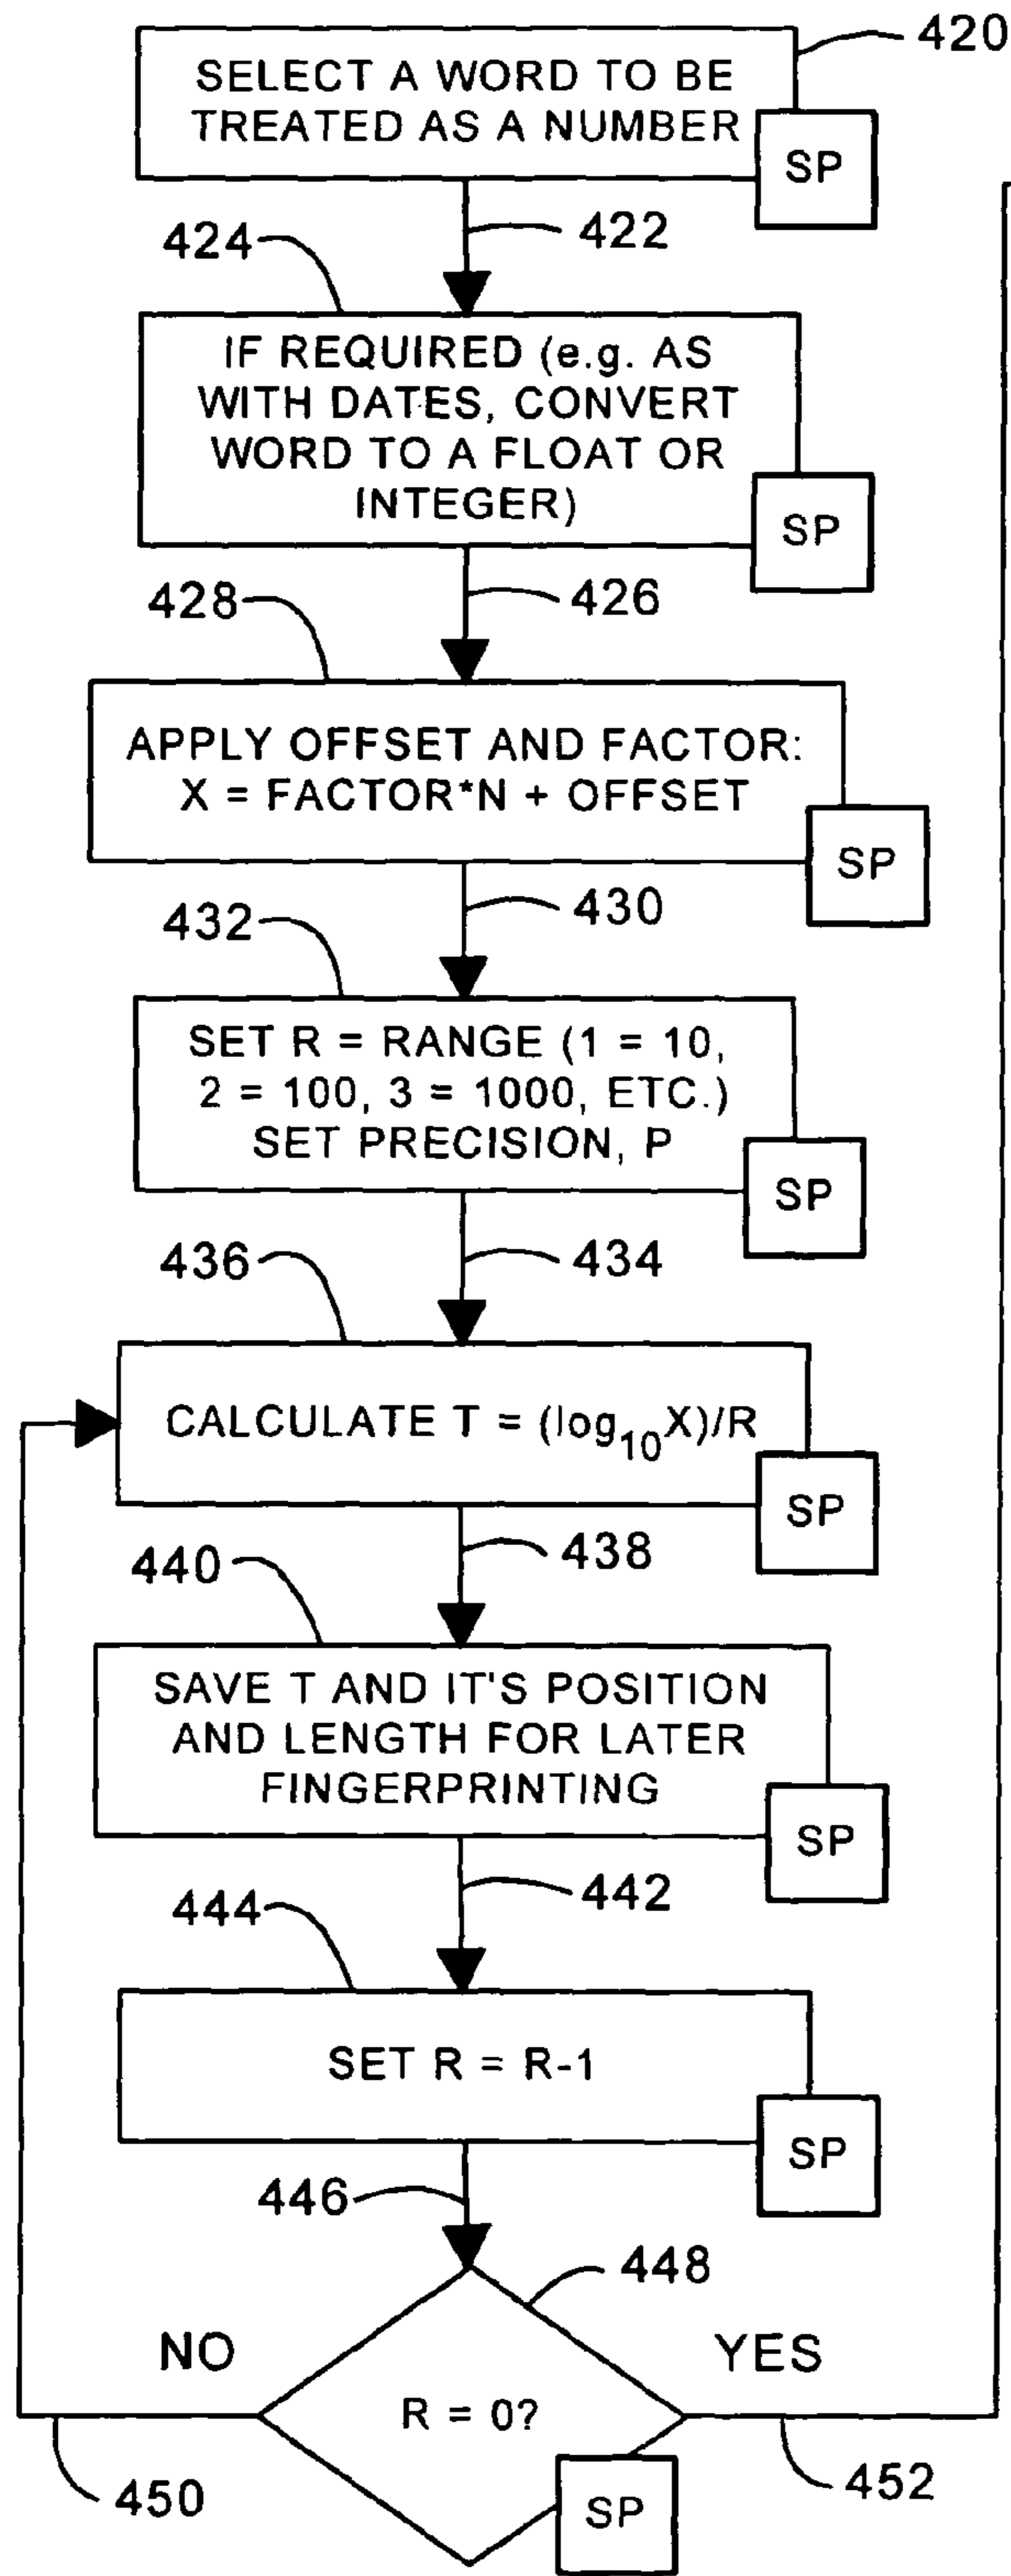 420
SELECT A WORD TO BE
TREATED AS A NUMBER
SP
422
424
IF REQUIRED (e.g. AS
WITH DATES, CONVERT
WORD TO A FLOAT OR
INTEGER)
SP
426
428
APPLY OFFSET AND FACTOR:
X = FACTOR*N + OFFSET
SP
430
432
SET R = RANGE (1 = 10,
2 = 100, 3 = 1000, ETC.)
SET PRECISION, P
SP
434
436
CALCULATE T = (log₁₀X)/R
SP
438
440
SAVE T AND IT'S POSITION
AND LENGTH FOR LATER
FINGERPRINTING
SP
442
444
SET R = R-1
SP
446
448
NO
YES
R = 0?
SP
450
452